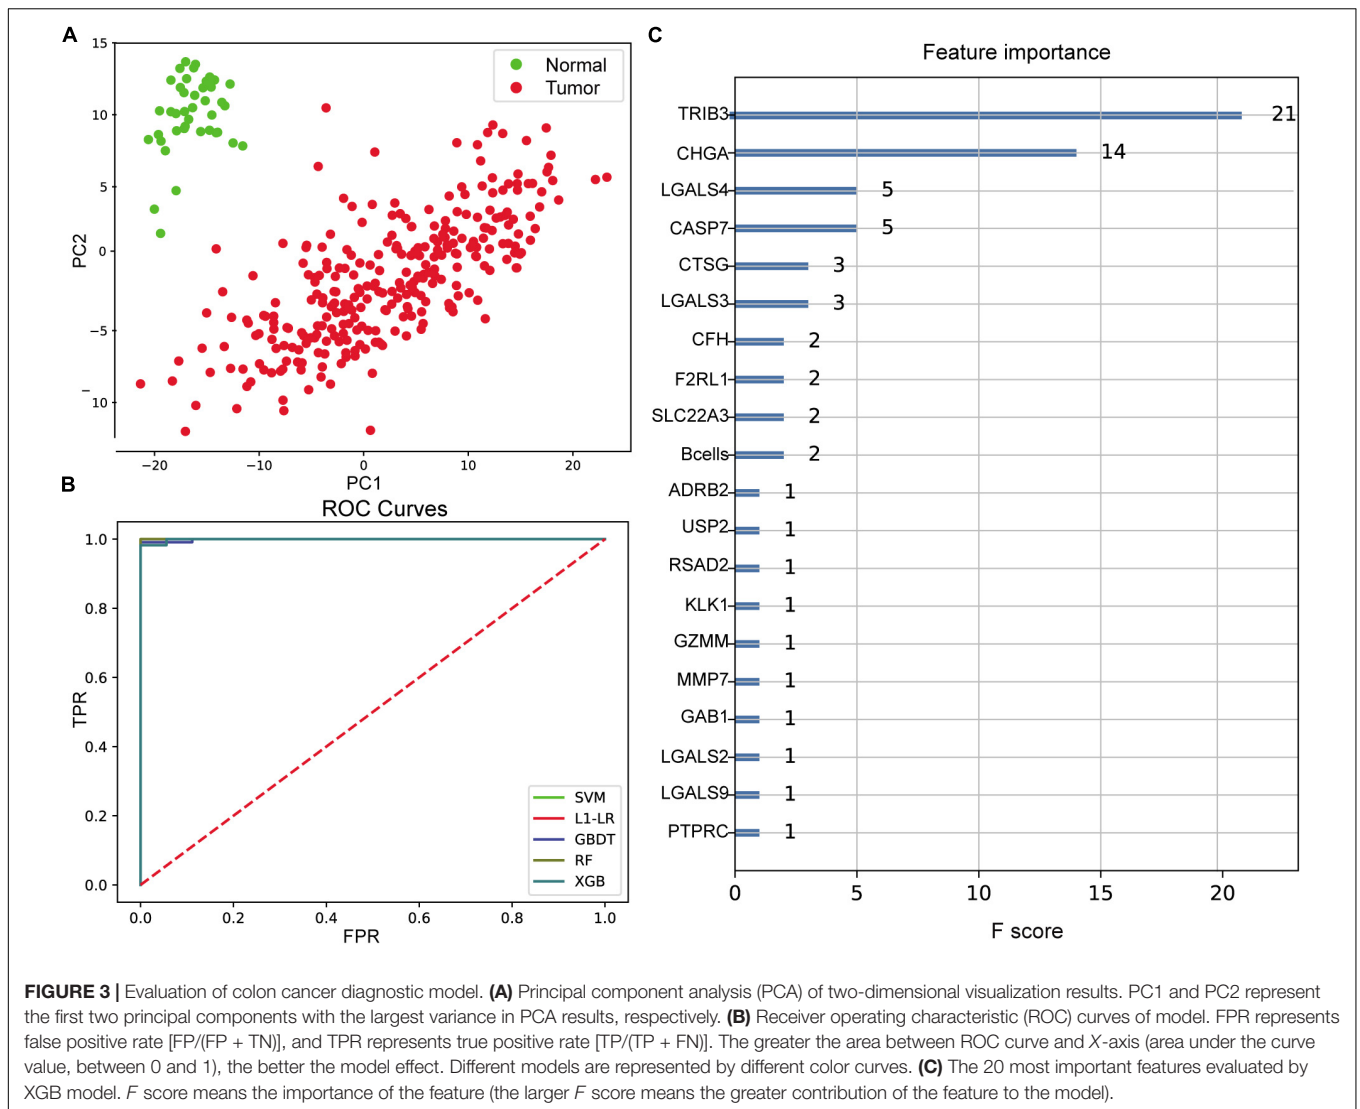 A
15
10
5
0
−5
–
10
PC2
Normal
Tumor
−20
−10
0
10
20
PC1
B
ROC Curves
1.0
0.8
0.6
0.4
0.2
0.0
TPR
SVM
L1-LR
GBDT
RF
XGB
0.0
0.2
0.4
0.6
0.8
1.0
FPR
C
Feature importance
TRIB3 21
CHGA 14
LGALS4 5
CASP7 5
CTSG 3
LGALS3 3
CFH 2
F2RL1 2
SLC22A3 2
Bcells 2
ADRB2 1
USP2 1
RSAD2 1
KLK1 1
GZMM 1
MMP7 1
GAB1 1
LGALS2 1
LGALS9 1
PTPRC 1
0
5
10
15
20
F score
FIGURE 3 | Evaluation of colon cancer diagnostic model. (A) Principal component analysis (PCA) of two-dimensional visualization results. PC1 and PC2 represent
the first two principal components with the largest variance in PCA results, respectively. (B) Receiver operating characteristic (ROC) curves of model. FPR represents
false positive rate [FP/(FP + TN)], and TPR represents true positive rate [TP/(TP + FN)]. The greater the area between ROC curve and X-axis (area under the curve
value, between 0 and 1), the better the model effect. Different models are represented by different color curves. (C) The 20 most important features evaluated by
XGB model. F score means the importance of the feature (the larger F score means the greater contribution of the feature to the model).